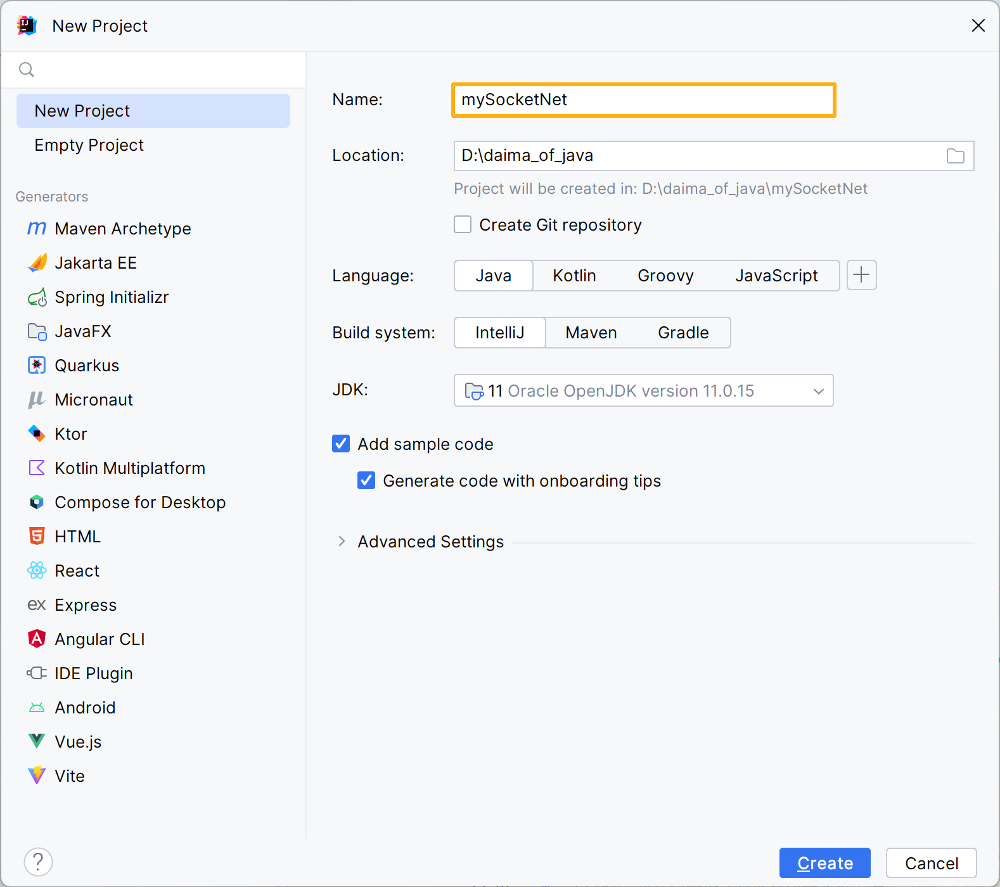 New Project
New Project
Empty Project
Generators
Maven Archetype
Jakarta EE
Spring Initializr
JavaFX
Quarkus
Micronaut
Ktor
Kotlin Multiplatform
Compose for Desktop
HTML
React
ex Express
Angular CLI
IDE Plugin
Android
Vue.js
Vite
Name: mySocketNet
Location: D:\daima_of_java
Project will be created in: D:\daima_of_java\mySocketNet
Create Git repository
Language: Java Kotlin Groovy JavaScript
Build system: IntelliJ Maven Gradle
JDK: 11 Oracle OpenJDK version 11.0.15
Add sample code
Generate code with onboarding tips
Advanced Settings
? Create Cancel